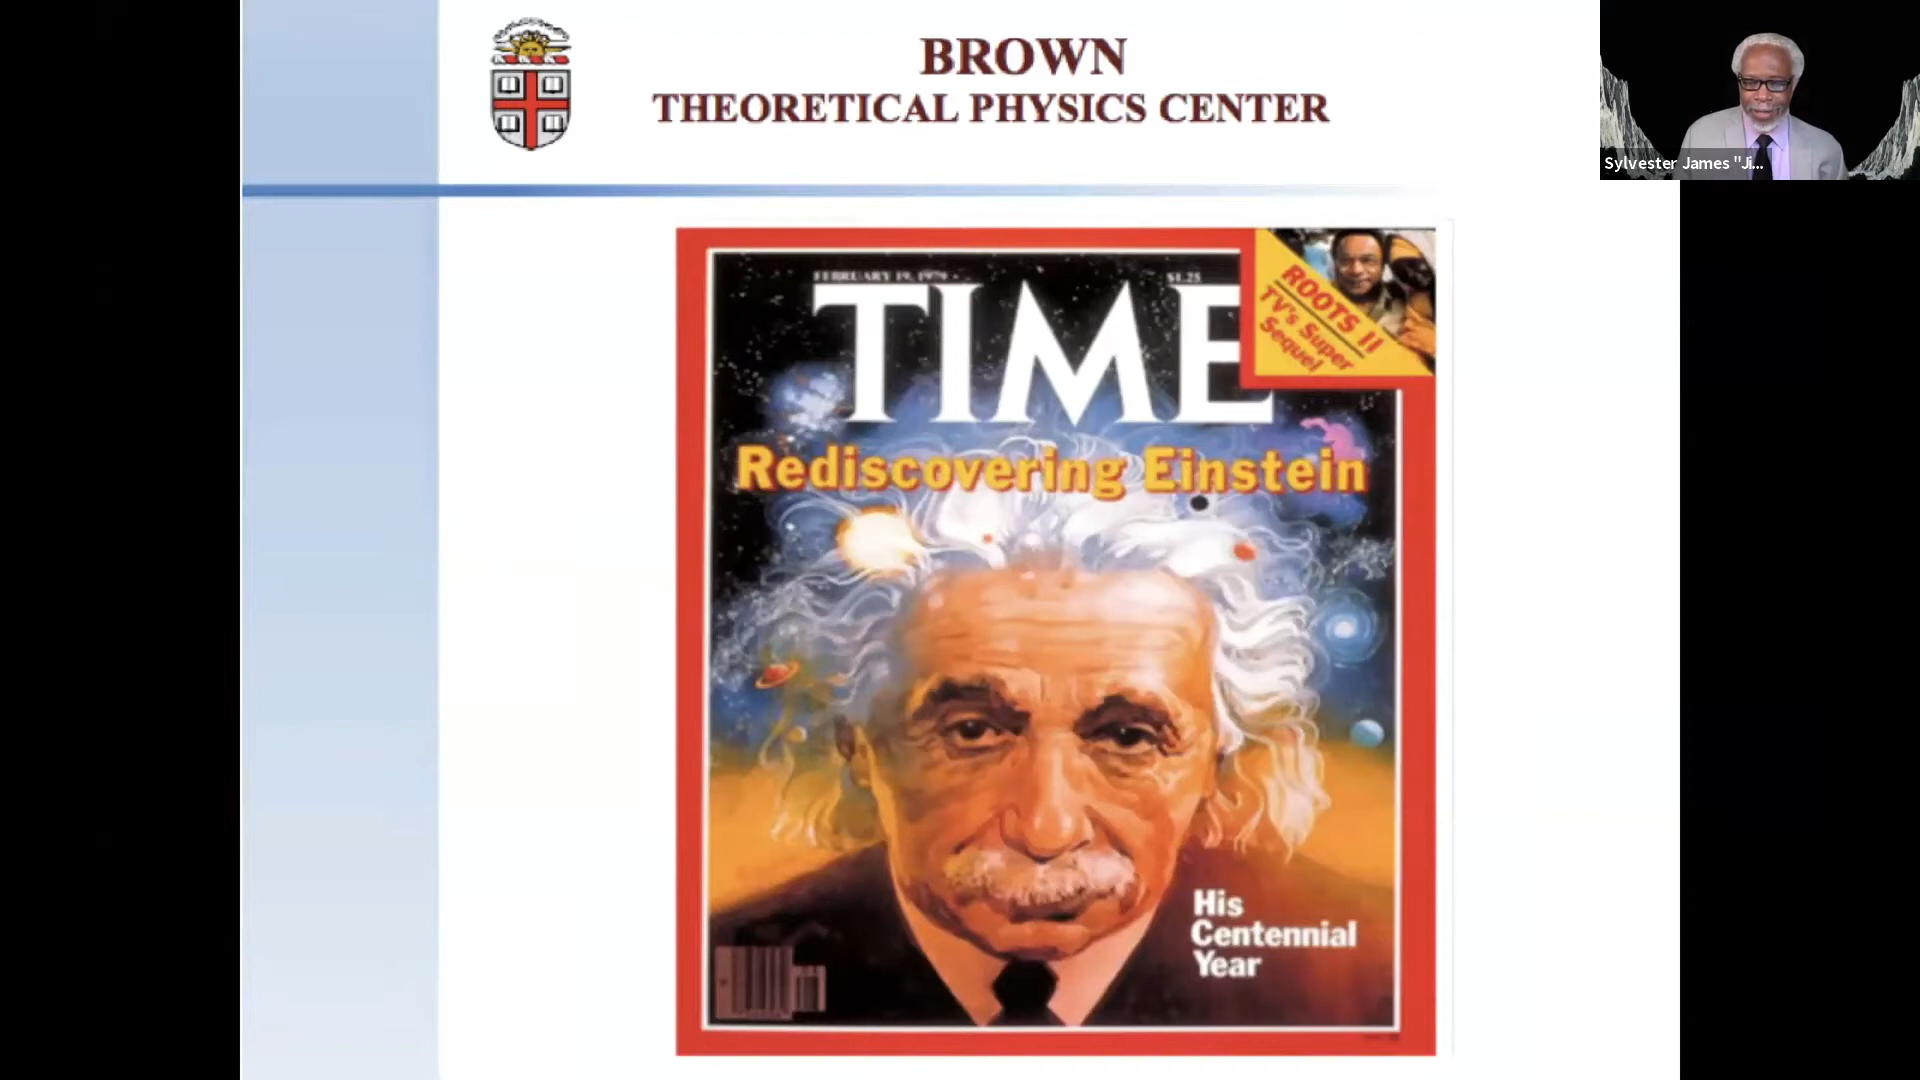 BROWN
THEORETICAL PHYSICS CENTER
Sylvester James "Ji...
FEBRUARY 19, 1979
$1.25
TIME
ROOTS II
TV's Super
Sequel
Rediscovering Einstein
His
Centennial
Year